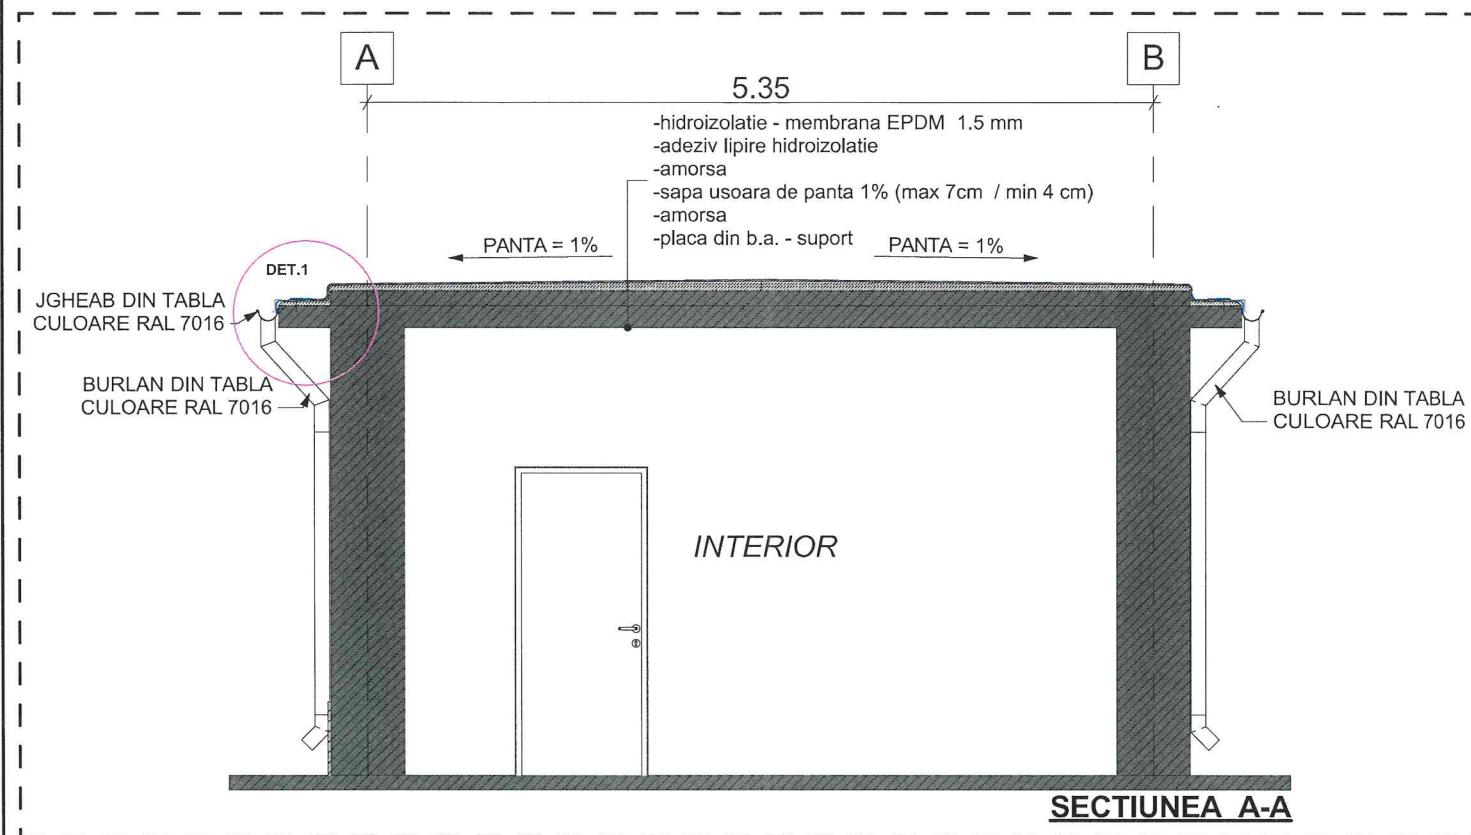 A
B
5.35
-hidroizolatie - membrana EPDM 1.5 mm
-adeziv lipire hidroizolatie
-amorsa
-sapa usoara de panta 1% (max 7cm / min 4 cm)
-amorsa
-placa din b.a. - suport
PANTA = 1%
PANTA = 1%
DET.1
JGHEAB DIN TABLA
CULOARE RAL 7016
BURLAN DIN TABLA
CULOARE RAL 7016
BURLAN DIN TABLA
CULOARE RAL 7016
INTERIOR
SECTIUNEA A-A